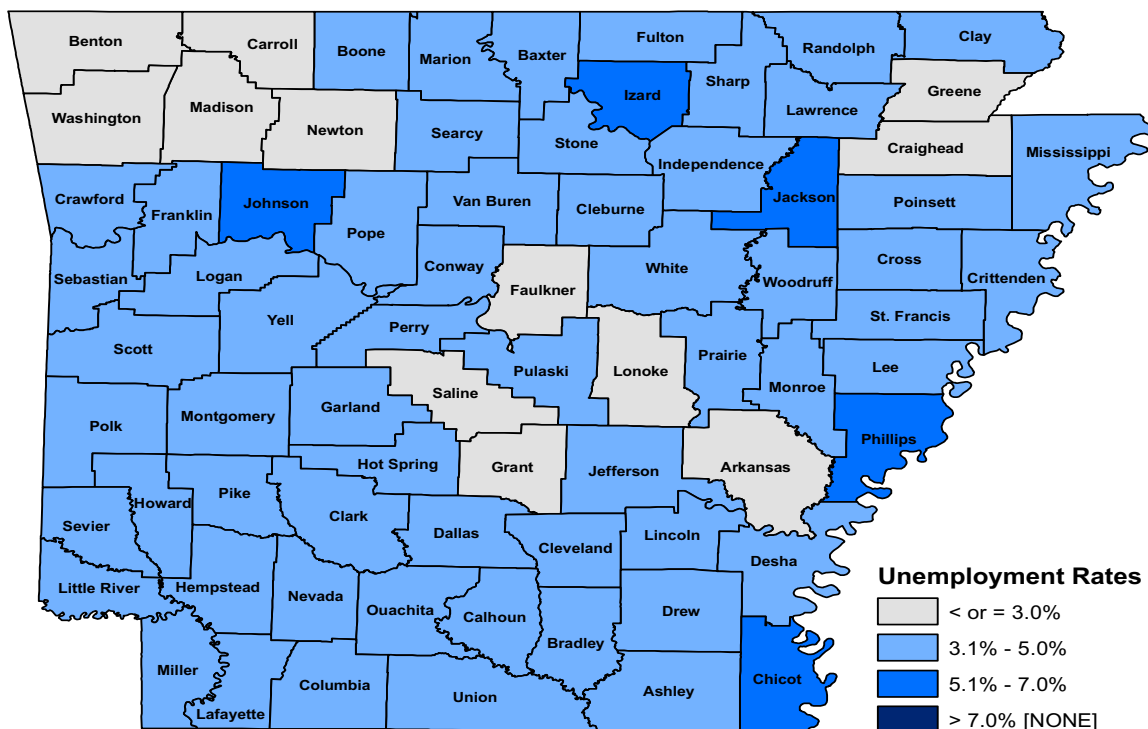 Benton
Carroll
Boone
Marion
Baxter
Fulton
Randolph
Clay
Izard
Sharp
Greene
Washington
Madison
Newton
Searcy
Stone
Lawrence
Independence
Craighead
Mississippi
Crawford
Franklin
Johnson
Pope
Van Buren
Cleburne
Jackson
Poinsett
Sebastian
Logan
Conway
Faulkner
White
Woodruff
Cross
Crittenden
Scott
Yell
Perry
Pulaski
Lonoke
Prairie
St. Francis
Lee
Monroe
Saline
Polk
Montgomery
Garland
Hot Spring
Grant
Jefferson
Arkansas
Phillips
Howard
Pike
Clark
Sevier
Dallas
Cleveland
Lincoln
Desha
Little River
Hempstead
Nevada
Ouachita
Calhoun
Bradley
Drew
Miller
Lafayette
Columbia
Union
Ashley
Chicot
Unemployment Rates
< or = 3.0%
3.1% - 5.0%
5.1% - 7.0%
> 7.0% [NONE]